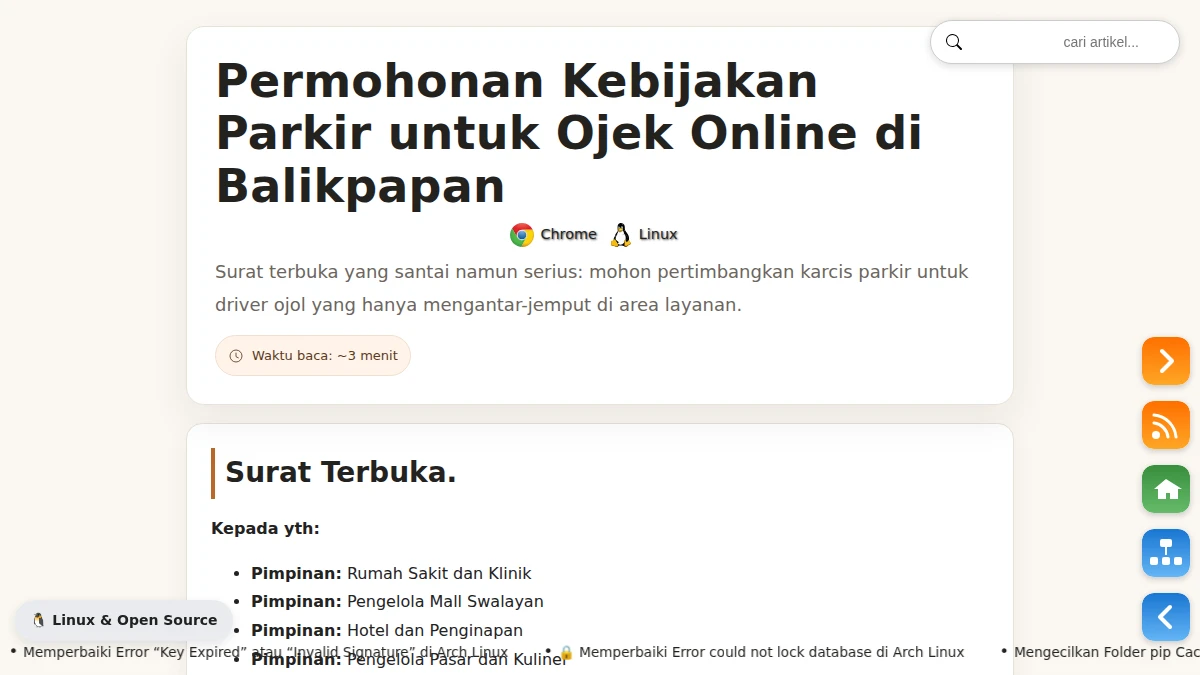 cari artikel...
Permohonan Kebijakan
Parkir untuk Ojek Online di
Balikpapan
Chrome Linux
Surat terbuka yang santai namun serius: mohon pertimbangkan karcis parkir untuk
driver ojol yang hanya mengantar-jemput di area layanan.
Waktu baca: ~3 menit
Surat Terbuka.
Kepada yth:
• Pimpinan: Rumah Sakit dan Klinik
• Pimpinan: Pengelola Mall Swalayan
• Pimpinan: Hotel dan Penginapan
• Pimpinan: Pengelola Pasar dan Kuliner
🐧 Linux & Open Source
• Memperbaiki Error “Key Expired” atau “Invalid Signature” di Arch Linux • 🔒 Memperbaiki Error could not lock database di Arch Linux • Mengecilkan Folder pip Cac